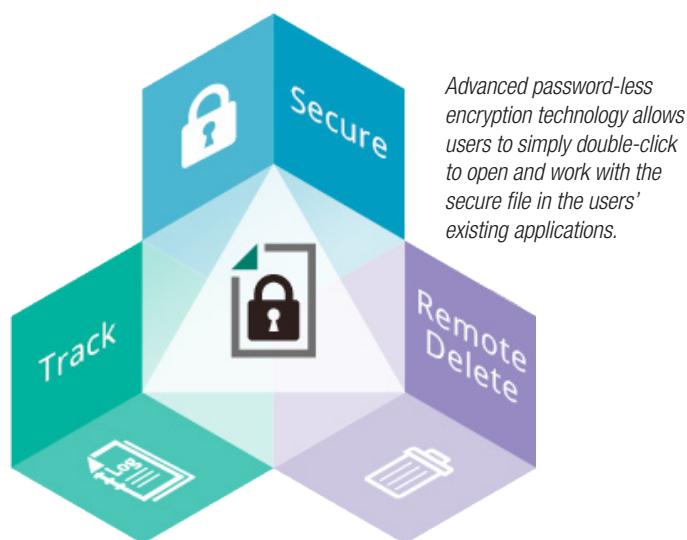 Secure
Advanced password-less
encryption technology allows
users to simply double-click
to open and work with the
secure file in the users’
existing applications.
Track
Remote
Delete
Log